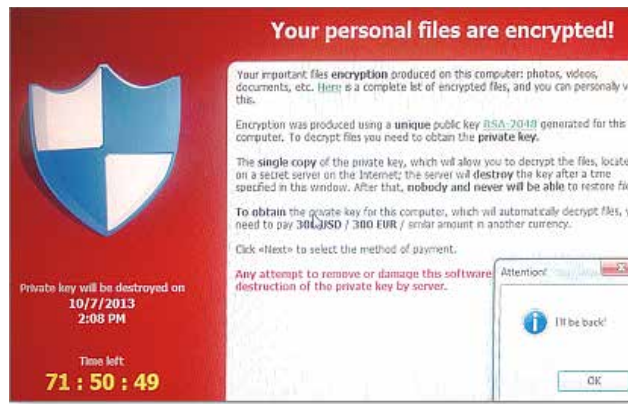 Your personal files are encrypted!
Your important files encryption produced on this computer: photos, videos,
documents, etc. Here is a complete list of encrypted files, and you can personally
this.
Encryption was produced using a unique public key RSA-2048 generated for this
computer. To decrypt files you need to obtain the private key.
The single copy of the private key, which will allow you to decrypt the files,
on a secret server on the Internet; the server will destroy the key after a time
specified in this window. After that, nobody and never will be able to restore
To obtain the private key for this computer, which will automatically decrypt files,
need to pay USD / 300 EUR / similar amount in another currency.
Click «Next» to select the method of payment.
Any attempt to remove or damage this software
destruction of the private key by server.
Private key will be destroyed on
10/7/2013
2:08 PM
Time left
71 : 50 : 49
Attention!
I'll be back!
OK